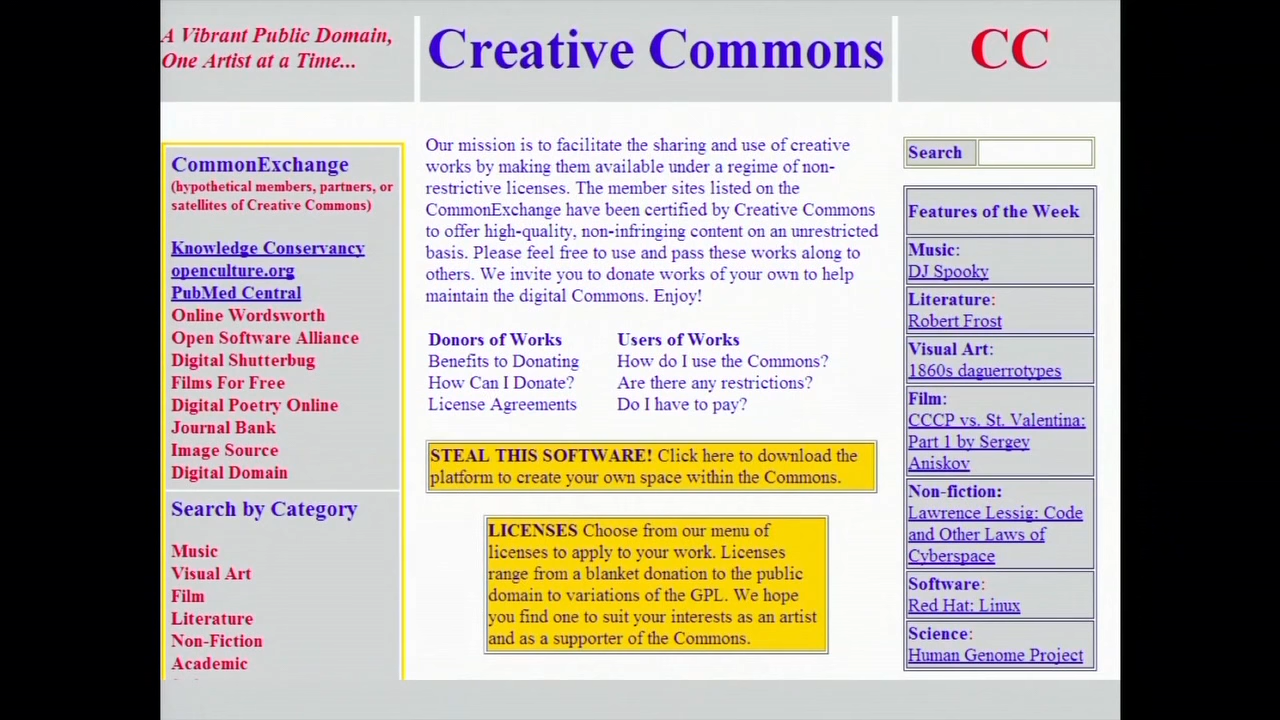 A Vibrant Public Domain,
One Artist at a Time...
Creative Commons
CC
CommonExchange
(hypothetical members, partners, or
satellites of Creative Commons)
Knowledge Conservancy
openculture.org
PubMed Central
Online Wordsworth
Open Software Alliance
Digital Shutterbug
Films For Free
Digital Poetry Online
Journal Bank
Image Source
Digital Domain
Search by Category
Music
Visual Art
Film
Literature
Non-Fiction
Academic
Our mission is to facilitate the sharing and use of creative
works by making them available under a regime of non-
restrictive licenses. The member sites listed on the
CommonExchange have been certified by Creative Commons
to offer high-quality, non-infringing content on an unrestricted
basis. Please feel free to use and pass these works along to
others. We invite you to donate works of your own to help
maintain the digital Commons. Enjoy!
Donors of Works
Benefits to Donating
How Can I Donate?
License Agreements
Users of Works
How do I use the Commons?
Are there any restrictions?
Do I have to pay?
STEAL THIS SOFTWARE! Click here to download the
platform to create your own space within the Commons.
LICENSES Choose from our menu of
licenses to apply to your work. Licenses
range from a blanket donation to the public
domain to variations of the GPL. We hope
you find one to suit your interests as an artist
and as a supporter of the Commons.
Search
Features of the Week
Music:
DJ Spooky
Literature:
Robert Frost
Visual Art:
1860s daguerrotypes
Film:
CCCP vs. St. Valentina:
Part 1 by Sergey
Aniskov
Non-fiction:
Lawrence Lessig: Code
and Other Laws of
Cyberspace
Software:
Red Hat: Linux
Science:
Human Genome Project